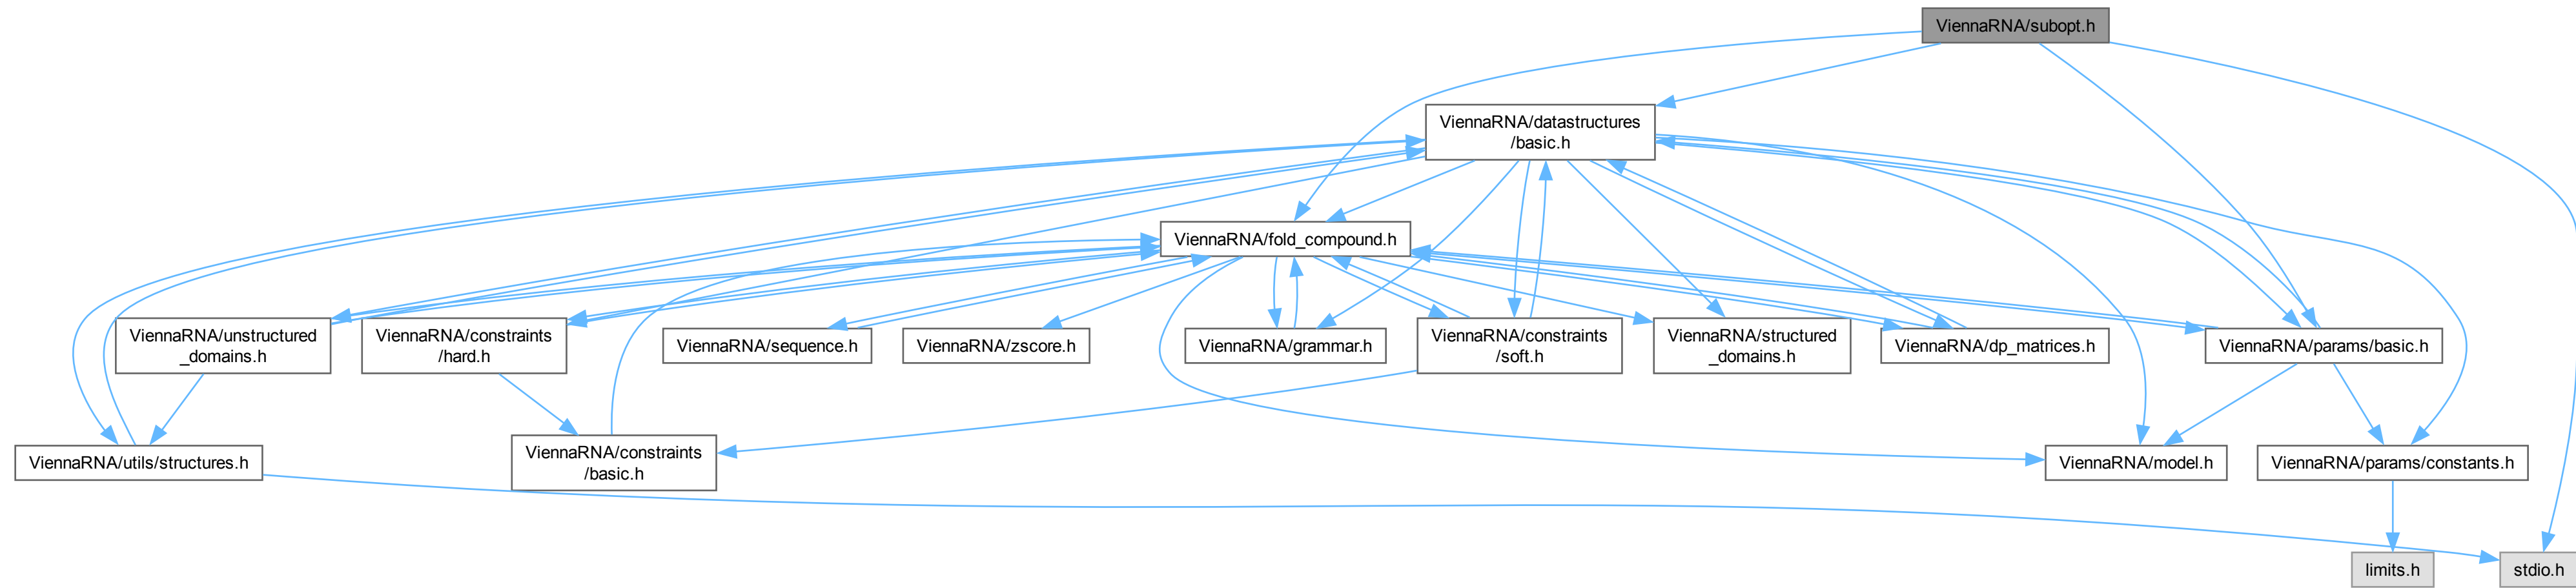 ViennaRNA/subopt.h
ViennaRNA/datastructures
/basic.h
ViennaRNA/fold_compound.h
ViennaRNA/unstructured
_domains.h
ViennaRNA/constraints
/hard.h
ViennaRNA/sequence.h
ViennaRNA/zscore.h
ViennaRNA/grammar.h
ViennaRNA/constraints
/soft.h
ViennaRNA/structured
_domains.h
ViennaRNA/dp_matrices.h
ViennaRNA/params/basic.h
ViennaRNA/utils/structures.h
ViennaRNA/constraints
/basic.h
ViennaRNA/model.h
ViennaRNA/params/constants.h
limits.h
stdio.h